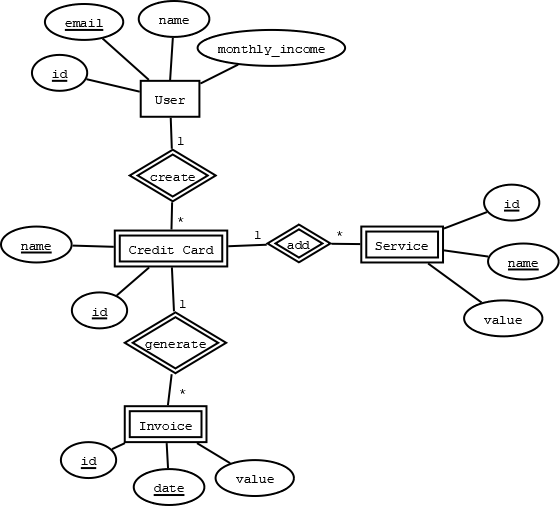 email
name
monthly_income
id
User
1
create
*
name
Credit Card
1
add
*
Service
id
name
value
id
1
generate
*
Invoice
id
date
value